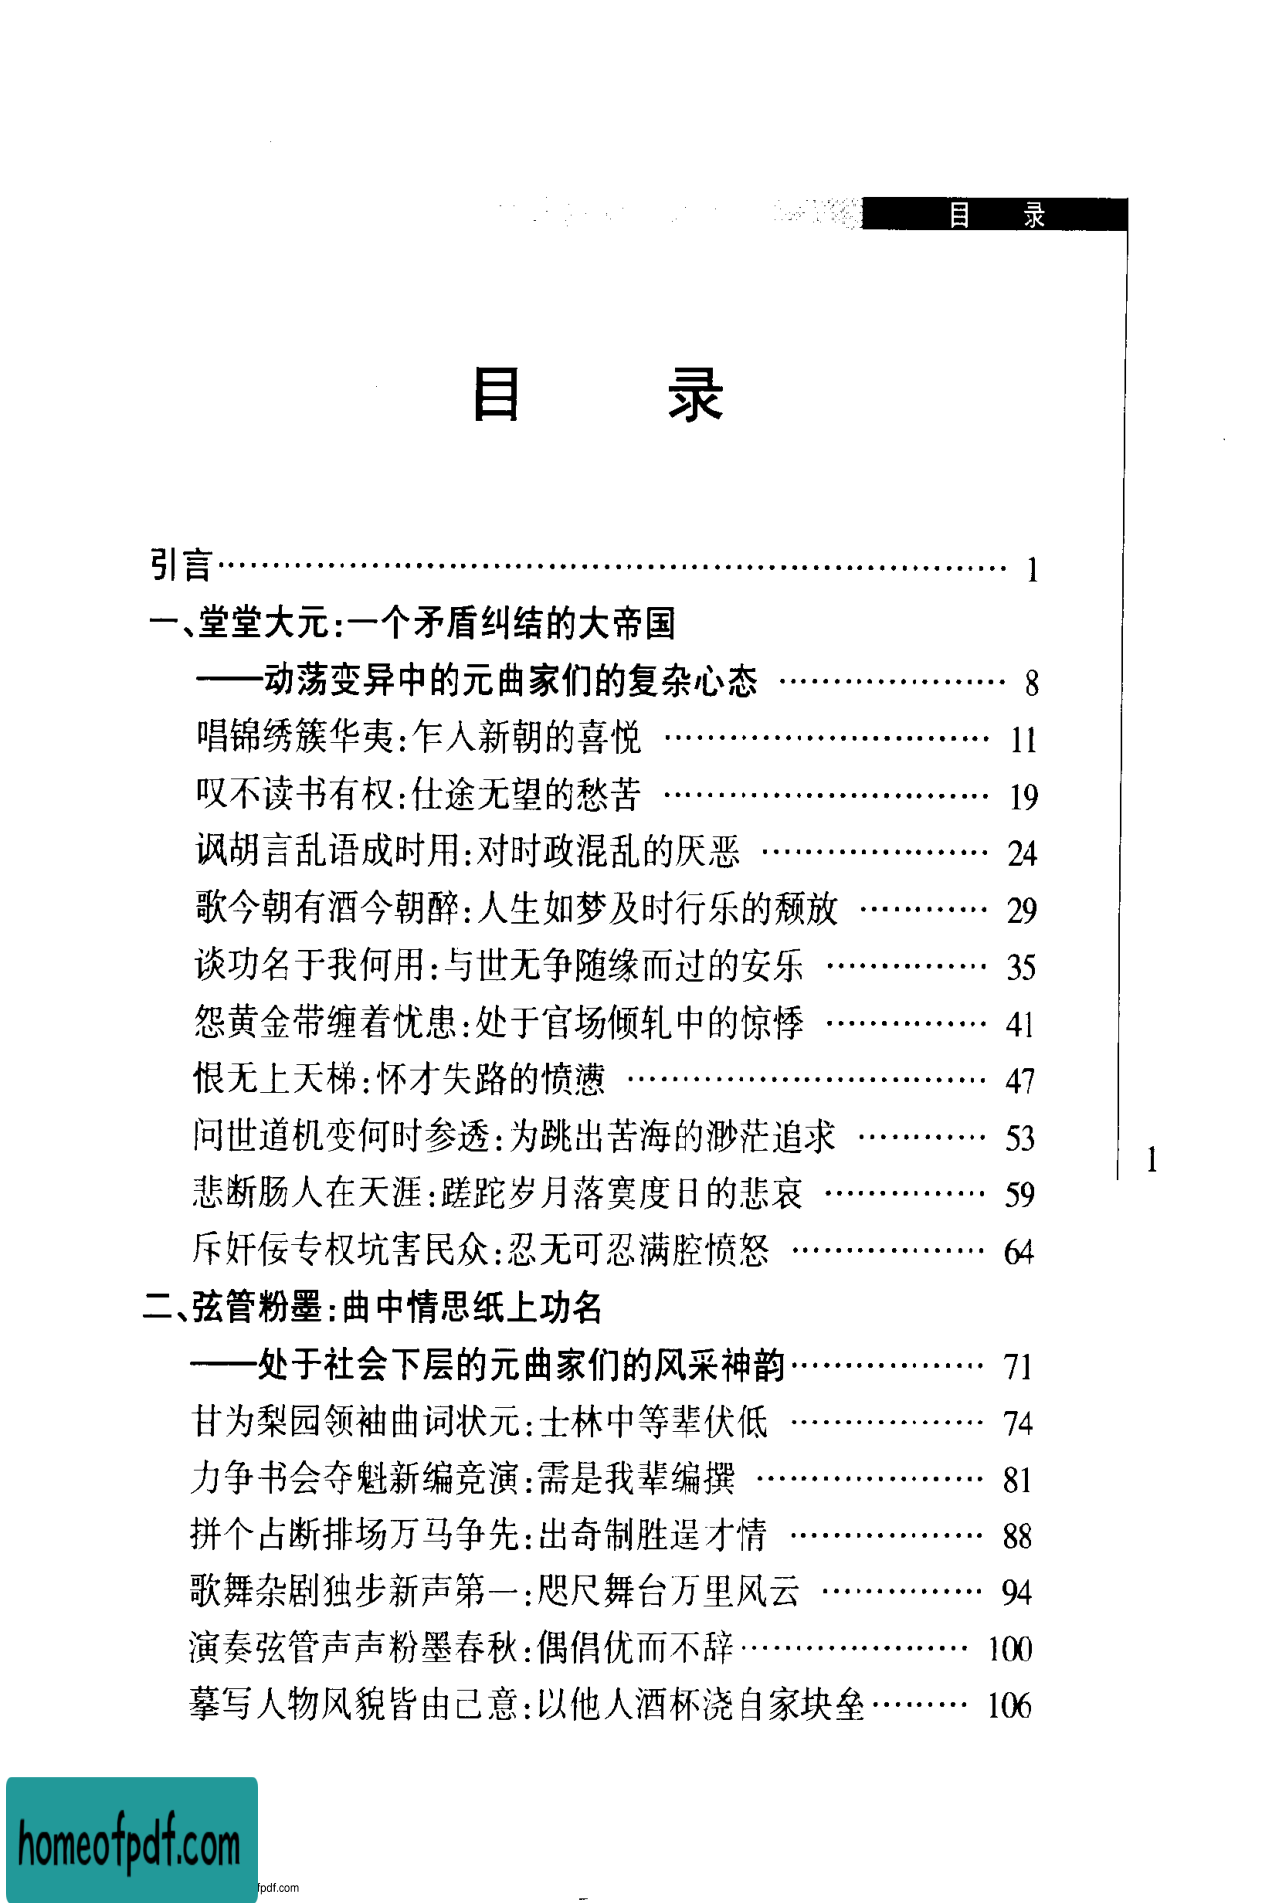 目 录
目 录
引言…………………………………………………………… 1
一、堂堂大元:一个矛盾纠结的大帝国
——动荡变异中的元曲家们的复杂心态 ………………… 8
唱锦绣簇华夷:乍入新朝的喜悦 ………………………… 11
叹不读书有权:仕途无望的愁苦 ………………………… 19
讽胡言乱语成时用:对时政混乱的厌恶 ………………… 24
歌今朝有酒今朝醉:人生如梦及时行乐的颓放 ………… 29
谈功名于我何用:与世无争随缘而过的安乐 …………… 35
怨黄金带缠着忧患:处于官场倾轧中的惊悸 …………… 41
恨无上天梯:怀才失路的愤懑 …………………………… 47
问世道机变何时参透:为跳出苦海的渺茫追求 ………… 53
悲断肠人在天涯:蹉跎岁月落寞度日的悲哀 …………… 59
斥奸佞专权坑害民众:忍无可忍满腔愤怒 ……………… 64
二、弦管粉墨:曲中情思纸上功名
——处于社会下层的元曲家们的风采神韵……………… 71
甘为梨园领袖曲词状元:士林中等辈伏低 ……………… 74
力争书会夺魁新编竞演:需是我辈编撰 ………………… 81
拼个占断排场万马争先:出奇制胜逞才情 ……………… 88
歌舞杂剧独步新声第一:咫尺舞台万里风云 …………… 94
演奏弦管声声粉墨春秋:偶倡优而不辞………………… 100
摹写人物风貌皆由己意:以他人酒杯浇自家块垒……… 106
1
homeofpdf.com
fpdf.com